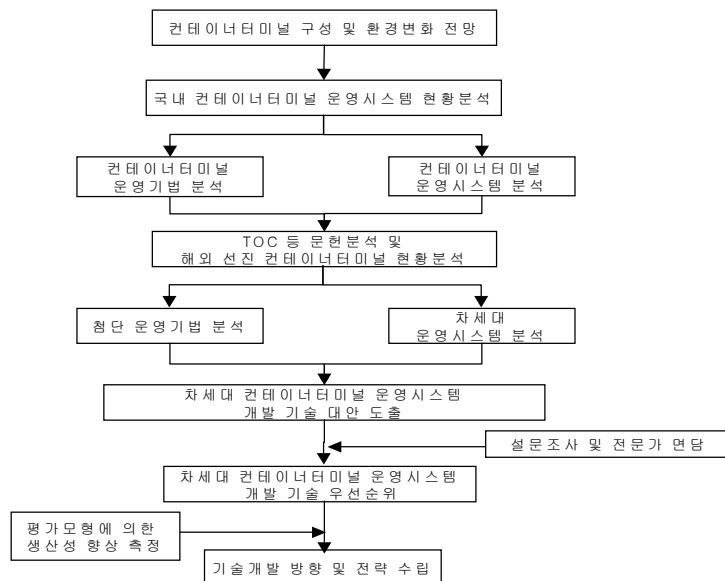 컨테이너터미널 구성 및 환경변화 전망
국내 컨테이너터미널 운영시스템 현황분석
컨테이너터미널
운영기법 분석
컨테이너터미널
운영시스템 분석
TOC 등 문헌분석 및
해외 선진 컨테이너터미널 현황분석
첨단 운영기법 분석
차세대
운영시스템 분석
차세대 컨테이너터미널 운영시스템
개발 기술 대안 도출
설문조사 및 전문가 면담
차세대 컨테이너터미널 운영시스템
개발 기술 우선순위
평가모형에 의한
생산성 향상 측정
기술개발 방향 및 전략 수립